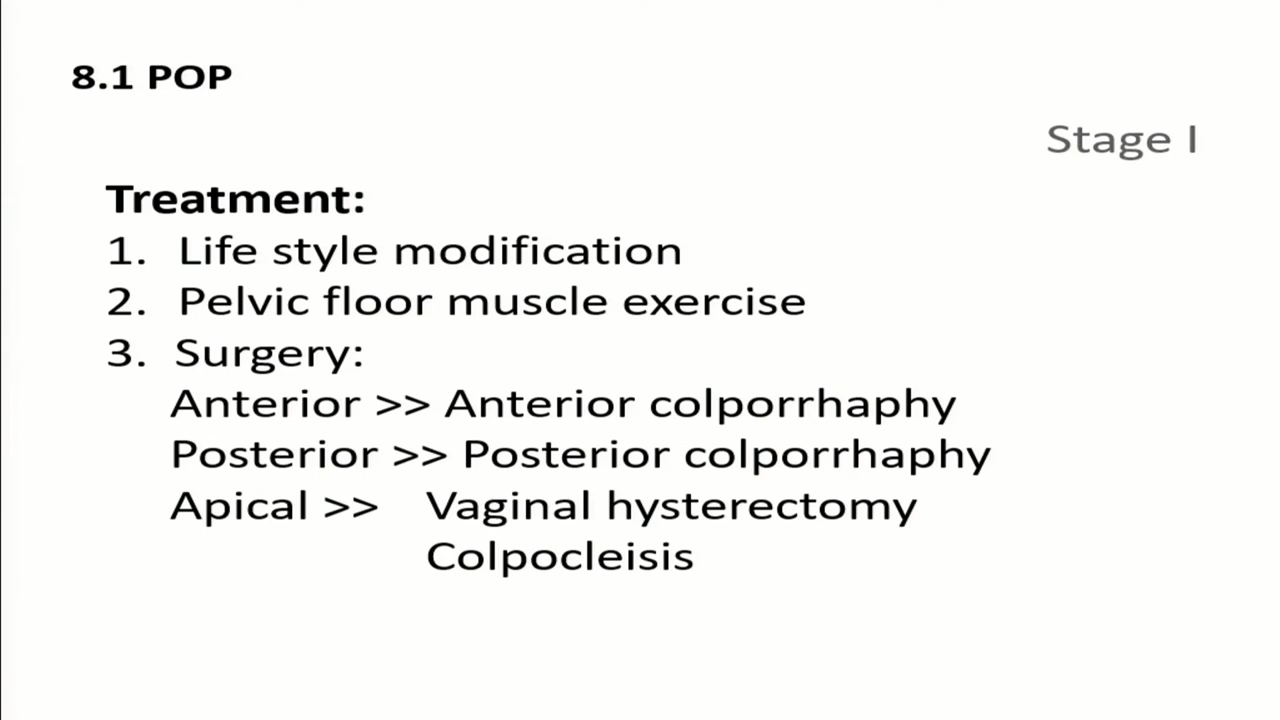 8.1 POP
Stage I
Treatment:
1. Life style modification
2. Pelvic floor muscle exercise
3. Surgery:
Anterior >> Anterior colporrhaphy
Posterior >> Posterior colporrhaphy
Apical >> Vaginal hysterectomy
Colpocleisis